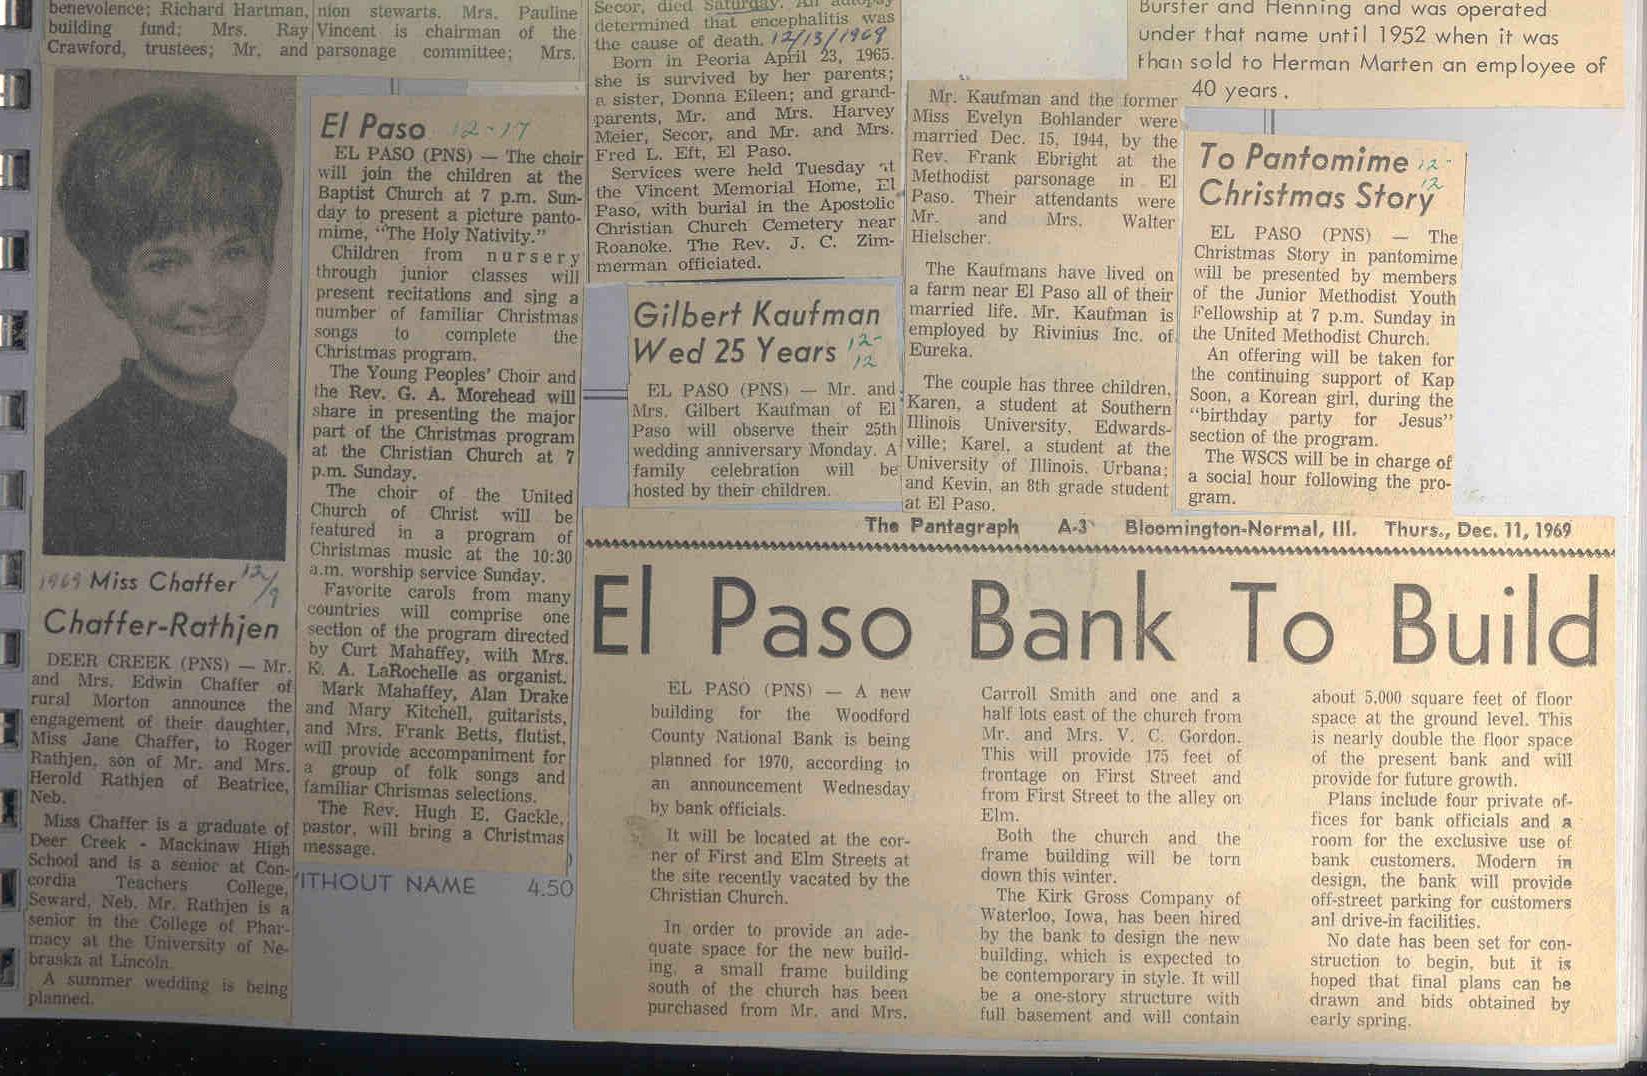 benevolence; Richard Hartman,
building fund; Mrs. Ray
Crawford, trustees; Mr. and
nion stewarts. Mrs. Pauline
Vincent is chairman of the
parsonage committee; Mrs.
1969 Miss Chaffer 12/9
Chaffer-Rathjen
DEER CREEK (PNS) — Mr.
and Mrs. Edwin Chaffer of
rural Morton announce the
engagement of their daughter,
Miss Jane Chaffer, to Roger
Rathjen, son of Mr. and Mrs.
Herold Rathjen of Beatrice,
Neb.
Miss Chaffer is a graduate of
Deer Creek - Mackinaw High
School and is a senior at Con-
cordia Teachers College,
Seward, Neb. Mr. Rathjen is a
senior in the College of Phar-
macy at the University of Ne-
braska at Lincoln.
A summer wedding is being
planned.
El Paso 12-17
EL PASO (PNS) — The choir
will join the children at the
Baptist Church at 7 p.m. Sun-
day to present a picture panto-
mime, "The Holy Nativity."
Children from nursery
through junior classes will
present recitations and sing a
number of familiar Christmas
songs to complete the
Christmas program.
The Young Peoples' Choir and
the Rev. G. A. Morehead will
share in presenting the major
part of the Christmas program
at the Christian Church at 7
p.m. Sunday.
The choir of the United
Church of Christ will be
featured in a program of
Christmas music at the 10:30
a.m. worship service Sunday.
Favorite carols from many
countries will comprise one
section of the program directed
by Curt Mahaffey, with Mrs.
K. A. LaRochelle as organist.
Mark Mahaffey, Alan Drake
and Mary Kitchell, guitarists,
and Mrs. Frank Betts, flutist,
will provide accompaniment for
a group of folk songs and
familiar Chrismas selections.
The Rev. Hugh E. Gackle,
pastor, will bring a Christmas
message.
ITHOUT NAME 4.50
Secor, died Saturday. An autopsy
determined that encephalitis was
the cause of death. 12/13/1969
Born in Peoria April 23, 1965.
she is survived by her parents;
a sister, Donna Eileen; and grand-
parents, Mr. and Mrs. Harvey
Meier, Secor, and Mr. and Mrs.
Fred L. Eft, El Paso.
Services were held Tuesday at
the Vincent Memorial Home, El
Paso, with burial in the Apostolic
Christian Church Cemetery near
Roanoke. The Rev. J. C. Zim-
merman officiated.
Gilbert Kaufman
Wed 25 Years 12-12
EL PASO (PNS) — Mr. and
Mrs. Gilbert Kaufman of El
Paso will observe their 25th
wedding anniversary Monday. A
family celebration will be
hosted by their children.
Mr. Kaufman and the former
Miss Evelyn Bohlander were
married Dec. 15, 1944, by the
Rev. Frank Ebright at the
Methodist parsonage in El
Paso. Their attendants were
Mr. and Mrs. Walter
Hielscher.
The Kaufmans have lived on
a farm near El Paso all of their
married life. Mr. Kaufman is
employed by Rivinius Inc. of
Eureka.
The couple has three children,
Karen, a student at Southern
Illinois University, Edwards-
ville; Karel, a student at the
University of Illinois, Urbana;
and Kevin, an 8th grade student
at El Paso.
Burster and Henning and was operated
under that name until 1952 when it was
than sold to Herman Marten an employee of
40 years.
To Pantomime 12-
Christmas Story 12
EL PASO (PNS) — The
Christmas Story in pantomime
will be presented by members
of the Junior Methodist Youth
Fellowship at 7 p.m. Sunday in
the United Methodist Church.
An offering will be taken for
the continuing support of Kap
Soon, a Korean girl, during the
"birthday party for Jesus"
section of the program.
The WSCS will be in charge of
a social hour following the pro-
gram.
The Pantagraph A-3 Bloomington-Normal, Ill. Thurs., Dec. 11, 1969
El Paso Bank To Build
EL PASO (PNS) — A new
building for the Woodford
County National Bank is being
planned for 1970, according to
an announcement Wednesday
by bank officials.
It will be located at the cor-
ner of First and Elm Streets at
the site recently vacated by the
Christian Church.
In order to provide an ade-
quate space for the new build-
ing, a small frame building
south of the church has been
purchased from Mr. and Mrs.
Carroll Smith and one and a
half lots east of the church from
Mr. and Mrs. V. C. Gordon.
This will provide 175 feet of
frontage on First Street and
from First Street to the alley on
Elm.
Both the church and the
frame building will be torn
down this winter.
The Kirk Gross Company of
Waterloo, Iowa, has been hired
by the bank to design the new
building, which is expected to
be contemporary in style. It will
be a one-story structure with
full basement and will contain
about 5,000 square feet of floor
space at the ground level. This
is nearly double the floor space
of the present bank and will
provide for future growth.
Plans include four private of-
fices for bank officials and a
room for the exclusive use of
bank customers. Modern in
design, the bank will provide
off-street parking for customers
anl drive-in facilities.
No date has been set for con-
struction to begin, but it is
hoped that final plans can be
drawn and bids obtained by
early spring.